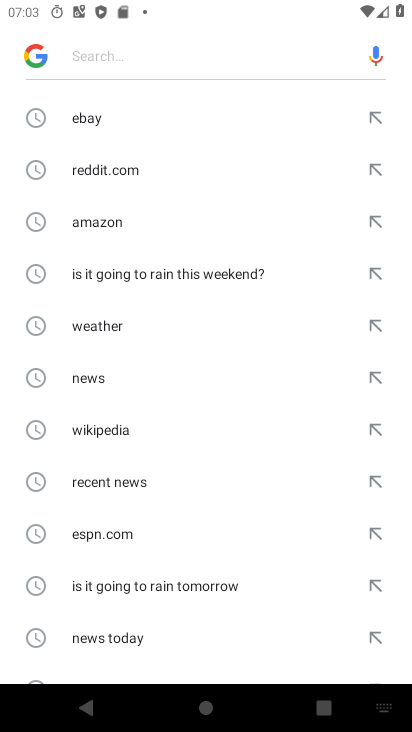 07:03
Search…
ebay
reddit.com
amazon
is it going to rain this weekend?
weather
news
wikipedia
recent news
espn.com
is it going to rain tomorrow
news today